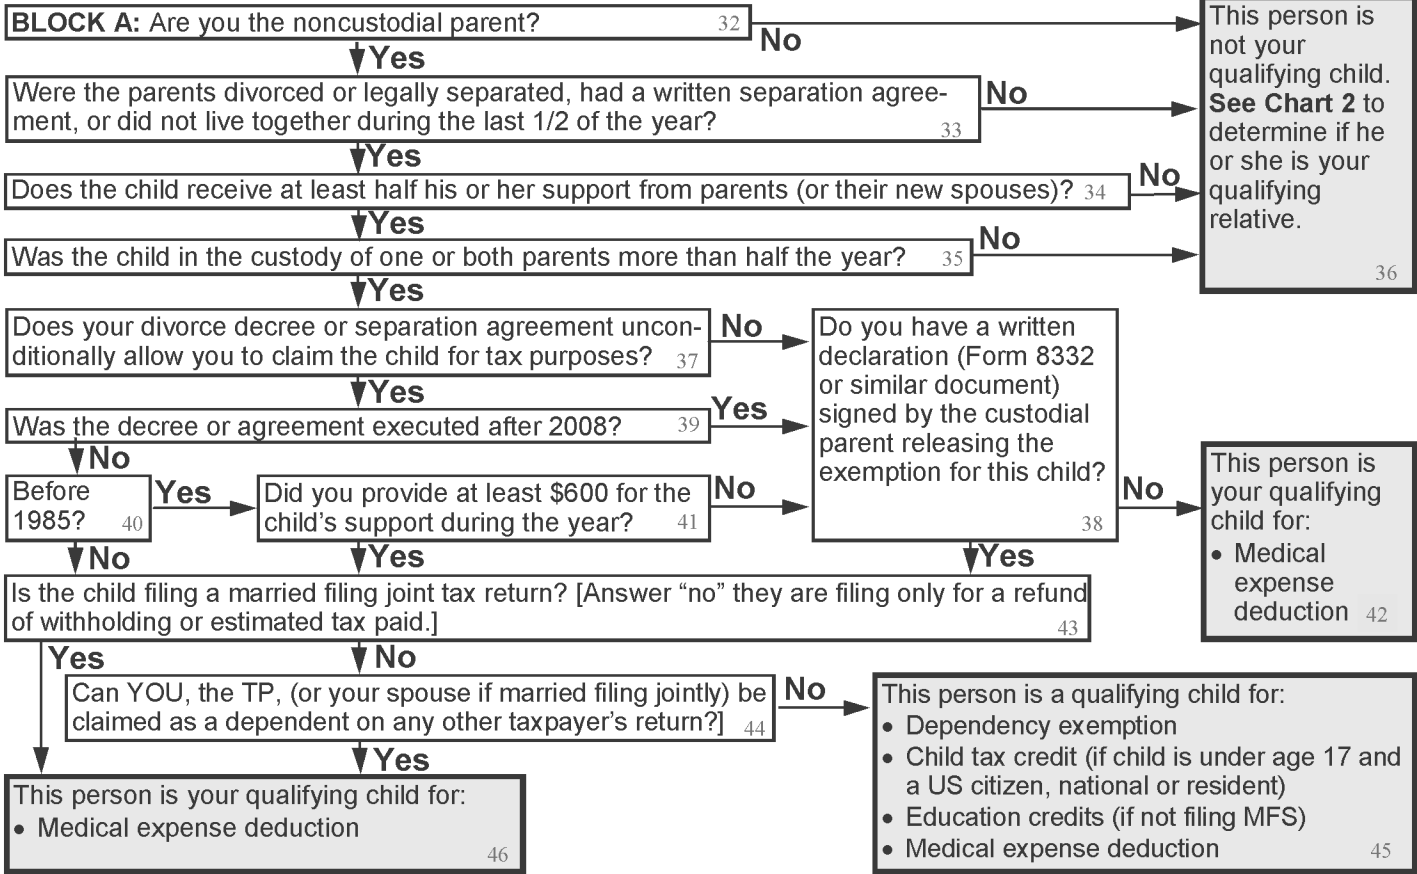 BLOCK A: Are you the noncustodial parent? 32
No
Yes
This person is
not your
qualifying child.
See Chart 2 to
determine if he
or she is your
qualifying
relative.
36
Were the parents divorced or legally separated, had a written separation agree-
ment, or did not live together during the last 1/2 of the year? 33
No
Yes
Does the child receive at least half his or her support from parents (or their new spouses)? 34
No
Yes
Was the child in the custody of one or both parents more than half the year? 35
No
Yes
Does your divorce decree or separation agreement uncon-
ditionally allow you to claim the child for tax purposes? 37
No
Yes
Do you have a written
declaration (Form 8332
or similar document)
signed by the custodial
parent releasing the
exemption for this child?
38
Was the decree or agreement executed after 2008? 39
Yes
No
Before
1985? 40
Yes
No
Did you provide at least $600 for the
child's support during the year? 41
No
Yes
No
Yes
This person is
your qualifying
child for:
• Medical
expense
deduction 42
Is the child filing a married filing joint tax return? [Answer “no” they are filing only for a refund
of withholding or estimated tax paid.] 43
Yes
No
Can YOU, the TP, (or your spouse if married filing jointly) be
claimed as a dependent on any other taxpayer's return?] 44
No
Yes
This person is a qualifying child for:
• Dependency exemption
• Child tax credit (if child is under age 17 and
a US citizen, national or resident)
• Education credits (if not filing MFS)
• Medical expense deduction 45
This person is your qualifying child for:
• Medical expense deduction
46